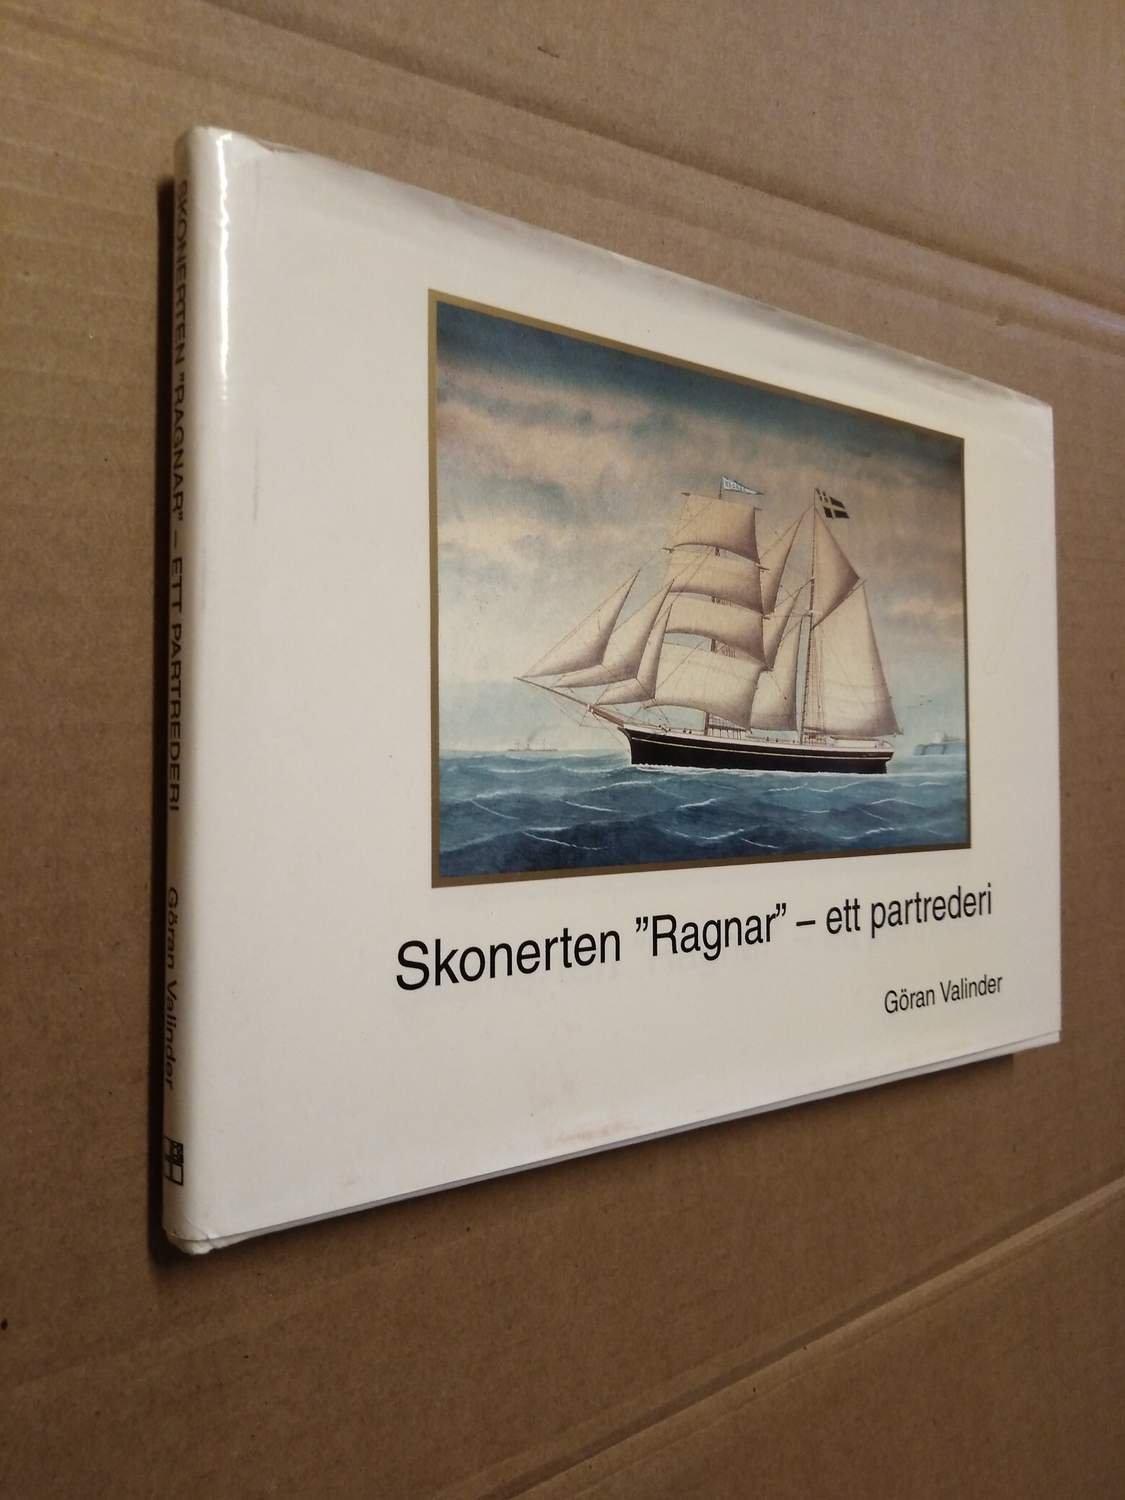 SKONERTEN "RAGNAR" – ETT PARTREDERI Göran Valinder
Skonerten ”Ragnar” – ett partrederi
Göran Valinder